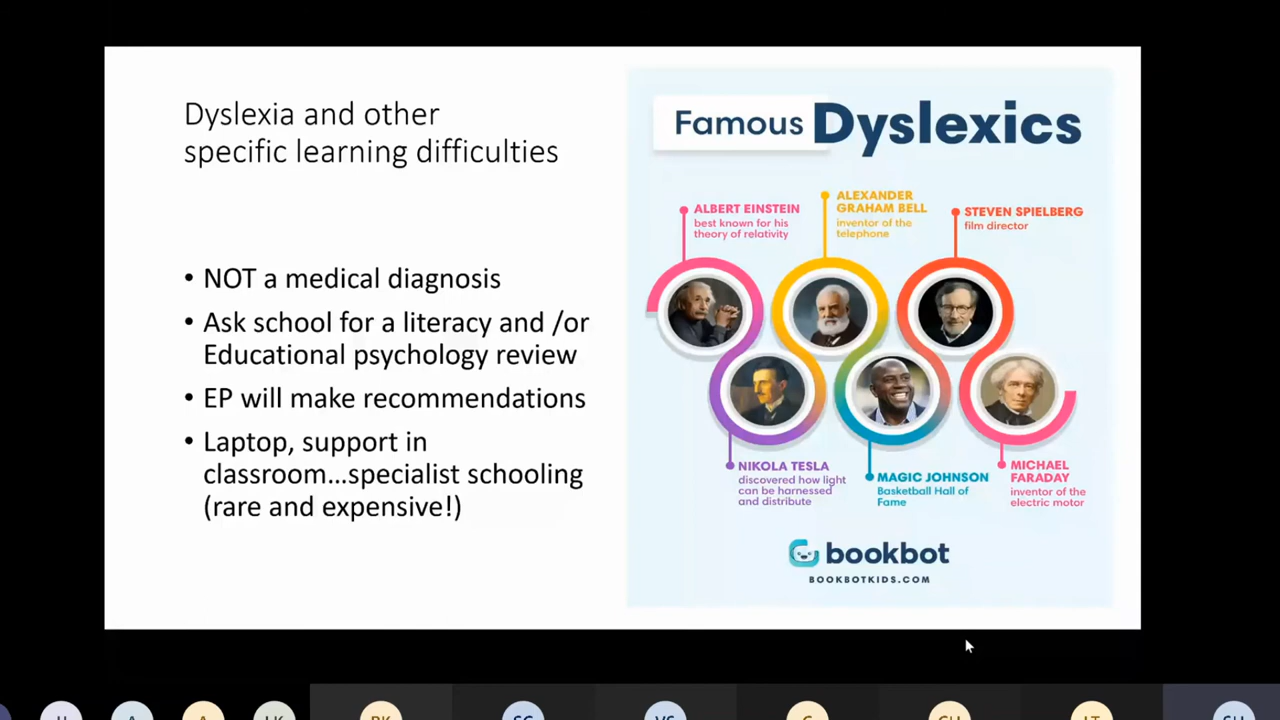 Dyslexia and other
specific learning difficulties
• NOT a medical diagnosis
• Ask school for a literacy and /or
Educational psychology review
• EP will make recommendations
• Laptop, support in
classroom...specialist schooling
(rare and expensive!)
Famous Dyslexics
ALBERT EINSTEIN
best known for his
theory of relativity
ALEXANDER
GRAHAM BELL
inventor of the
telephone
STEVEN SPIELBERG
film director
NIKOLA TESLA
discovered how light
can be harnessed
and distribute
MAGIC JOHNSON
Basketball Hall of
Fame
MICHAEL
FARADAY
inventor of the
electric motor
bookbot
BOOKBOTKIDS.COM